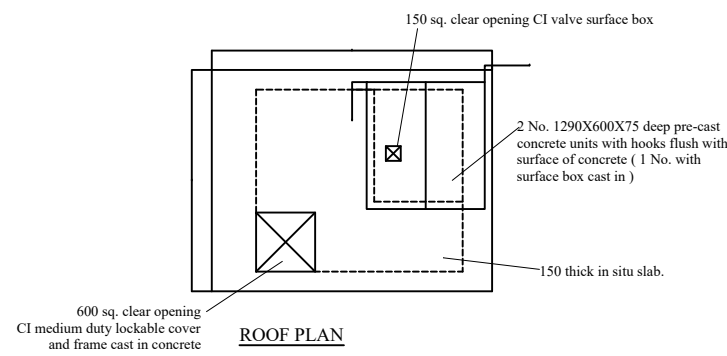 150 sq. clear opening CI valve surface box
2 No. 1290X600X75 deep pre-cast
concrete units with hooks flush with
surface of concrete ( 1 No. with
surface box cast in )
150 thick in situ slab.
600 sq. clear opening
CI medium duty lockable cover
and frame cast in concrete
ROOF PLAN